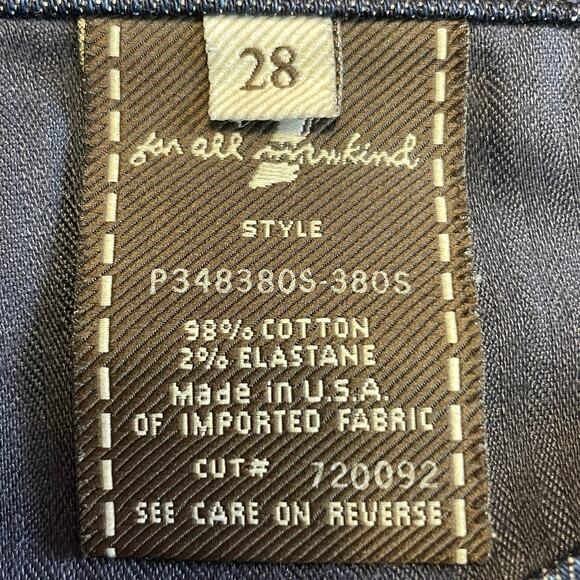 28
for all mankind
STYLE
P348380S-380S
98% COTTON
2% ELASTANE
Made in U.S.A.
OF IMPORTED FABRIC
CUT# 720092
SEE CARE ON REVERSE